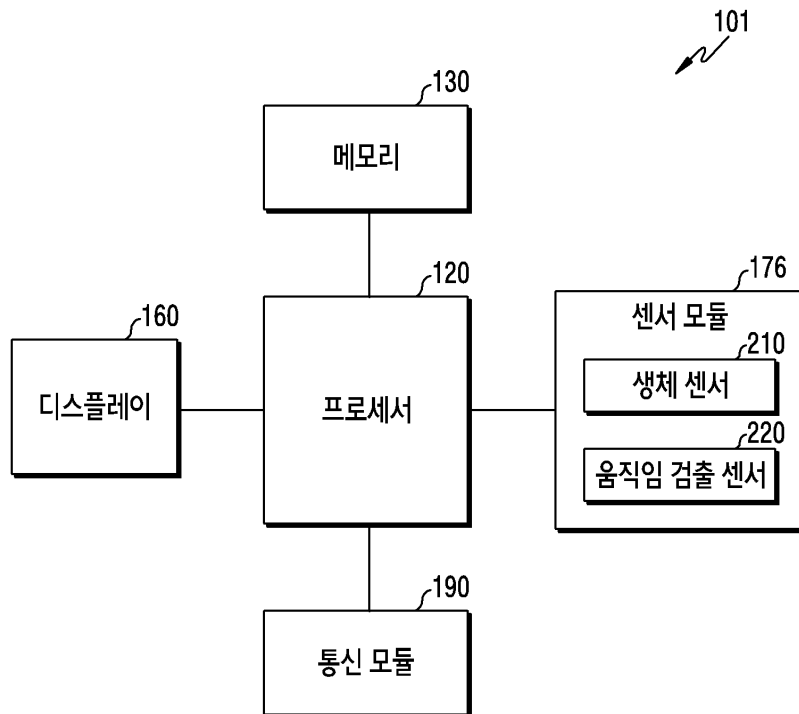 101
130
메모리
120
프로세서
160
디스플레이
176
센서 모듈
210
생체 센서
220
움직임 검출 센서
190
통신 모듈